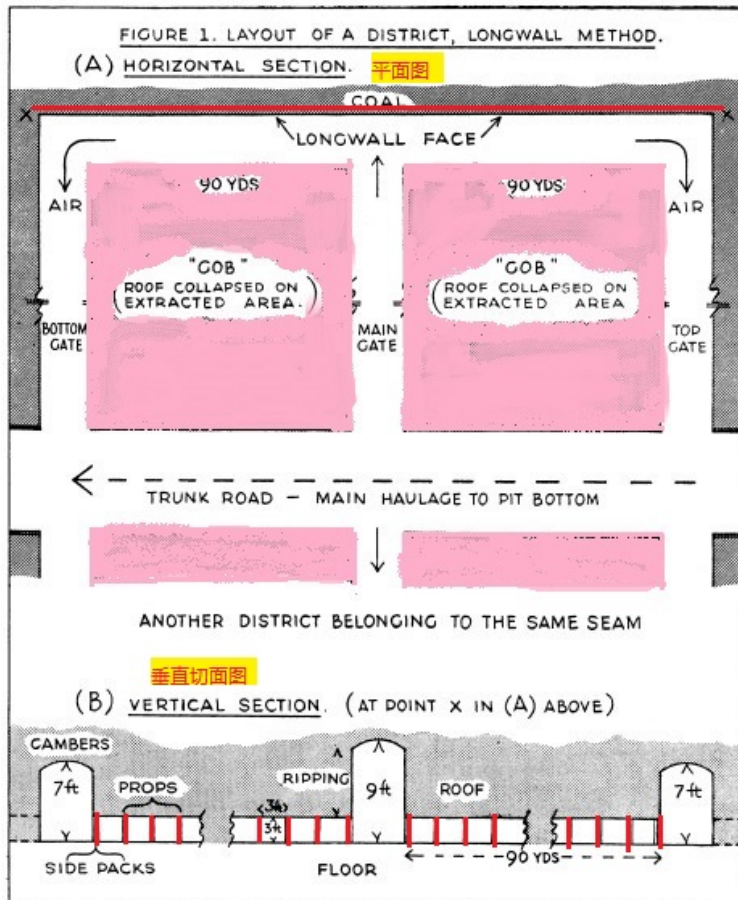 FIGURE 1. LAYOUT OF A DISTRICT, LONGWALL METHOD.
(A) HORIZONTAL SECTION. 平面图
COAL
X X
LONGWALL FACE
90 YDS 90 YDS
AIR AIR
"GOB" "GOB"
(ROOF COLLAPSED ON EXTRACTED AREA.) (ROOF COLLAPSED ON EXTRACTED AREA)
BOTTOM GATE MAIN GATE TOP GATE
TRUNK ROAD – MAIN HAULAGE TO PIT BOTTOM
ANOTHER DISTRICT BELONGING TO THE SAME SEAM
垂直切面图
(B) VERTICAL SECTION. (AT POINT X IN (A) ABOVE)
CAMBERS
7ft PROPS RIPPING 9ft ROOF 7ft
3ft
3ft
90 YDS
SIDE PACKS FLOOR